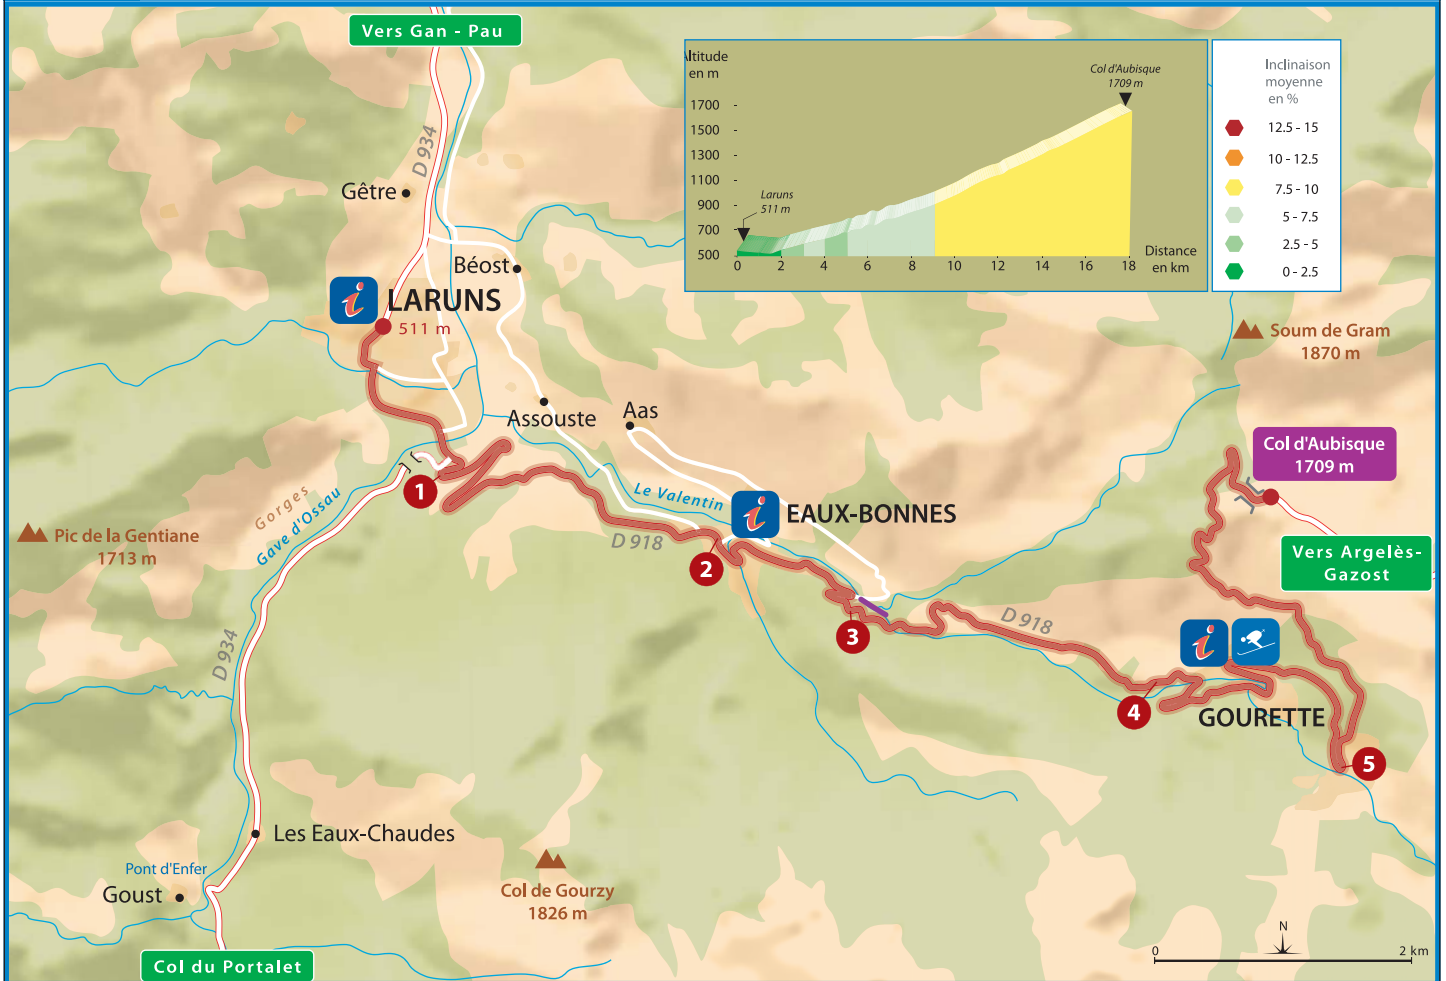 Vers Gan - Pau
Altitude
en m
Col d'Aubisque
1709 m
1700 -
1500 -
1300 -
1100 -
900 -
700 -
500 -
Laruns
511 m
0 2 4 6 8 10 12 14 16 18
Distance
en km
Inclinaison
moyenne
en %
12.5 - 15
10 - 12.5
7.5 - 10
5 - 7.5
2.5 - 5
0 - 2.5
D 934
Gêtre
Béost
i
LARUNS
511 m
Soum de Gram
1870 m
Assouste
Aas
Col d'Aubisque
1709 m
1
Gorges
Gave d'Ossau
Le Valentin
i
EAUX-BONNES
Pic de la Gentiane
1713 m
D 918
2
Vers Argelès-
Gazost
3
D 918
i
D 934
4
GOURETTE
5
Les Eaux-Chaudes
Pont d'Enfer
Goust
Col de Gourzy
1826 m
Col du Portalet
N
0 2 km